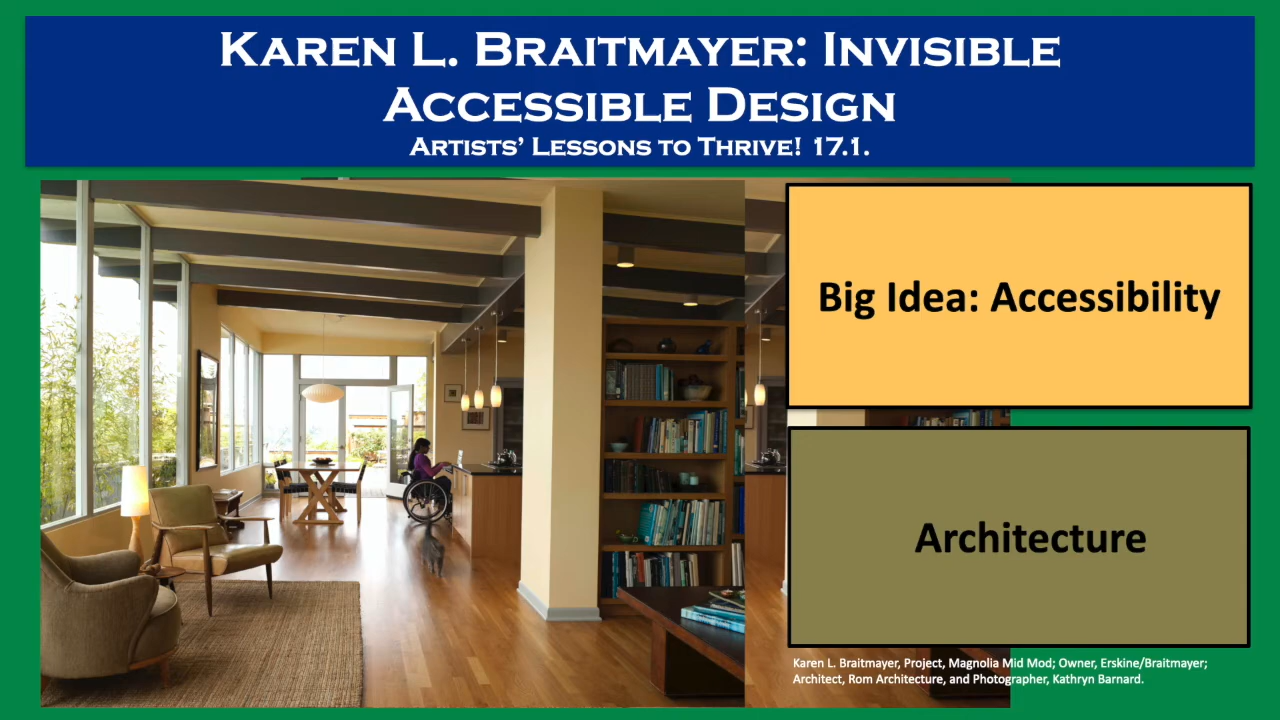 Karen L. Braitmayer: Invisible
Accessible Design
Artists’ Lessons to Thrive! 17.1.
Big Idea: Accessibility
Architecture
Karen L. Braitmayer, Project, Magnolia Mid Mod; Owner, Erskine/Braitmayer;
Architect, Rom Architecture, and Photographer, Kathryn Barnard.